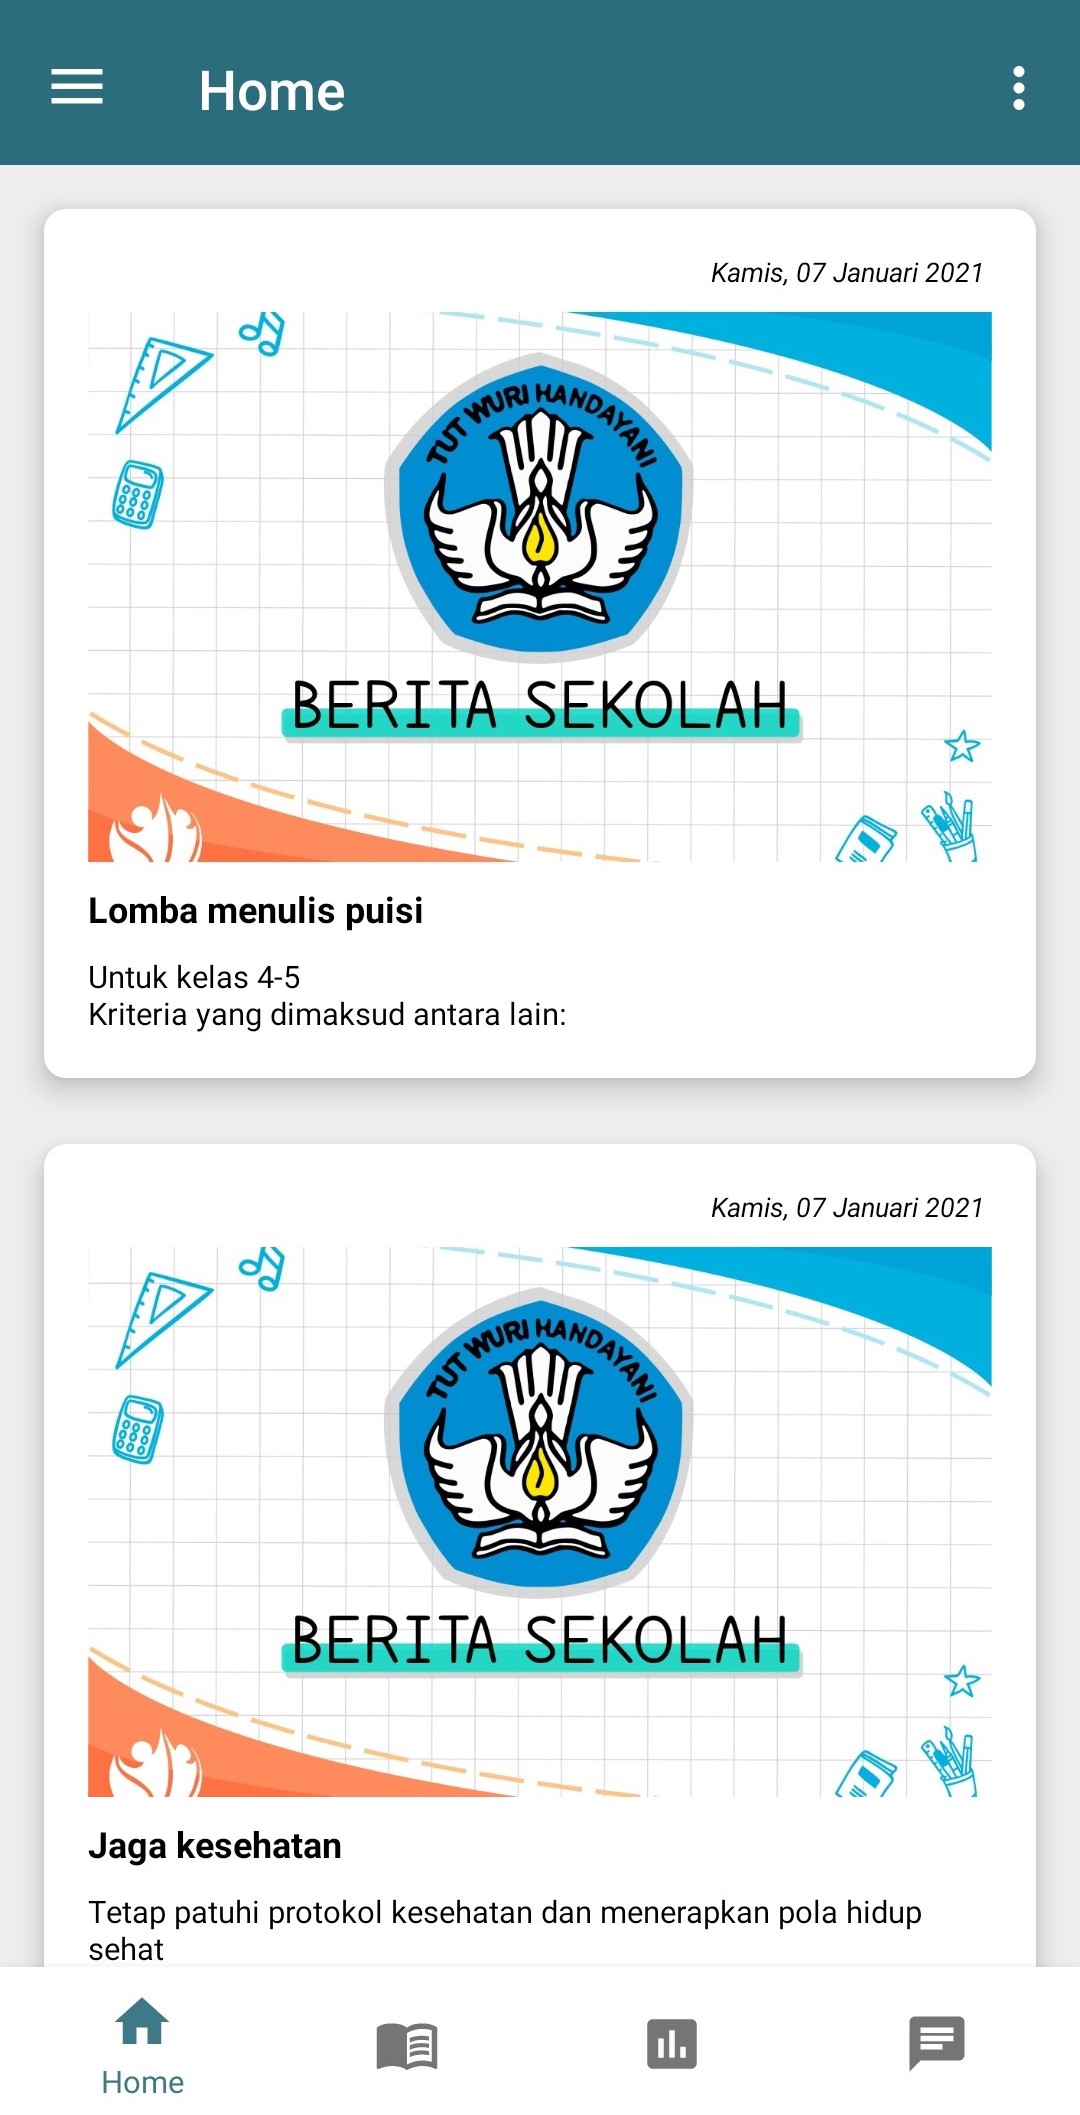 Home
Kamis, 07 Januari 2021
TUT WURI HANDAYANI
BERITA SEKOLAH
Lomba menulis puisi
Untuk kelas 4-5
Kriteria yang dimaksud antara lain:
Kamis, 07 Januari 2021
TUT WURI HANDAYANI
BERITA SEKOLAH
Jaga kesehatan
Tetap patuhi protokol kesehatan dan menerapkan pola hidup
sehat
Home